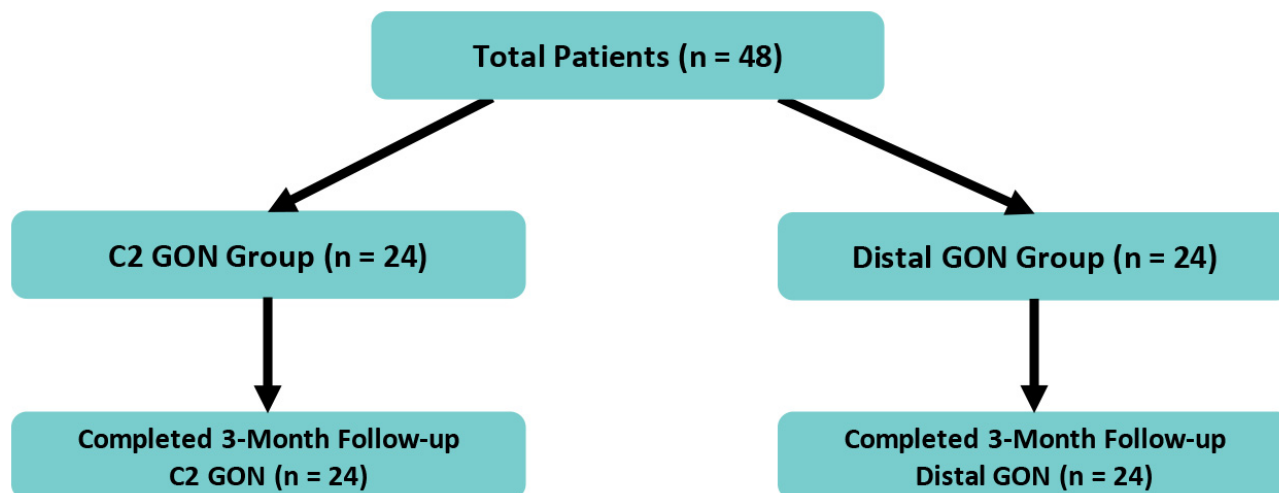 Total Patients (n = 48)
C2 GON Group (n = 24)
Distal GON Group (n = 24)
Completed 3-Month Follow-up
C2 GON (n = 24)
Completed 3-Month Follow-up
Distal GON (n = 24)